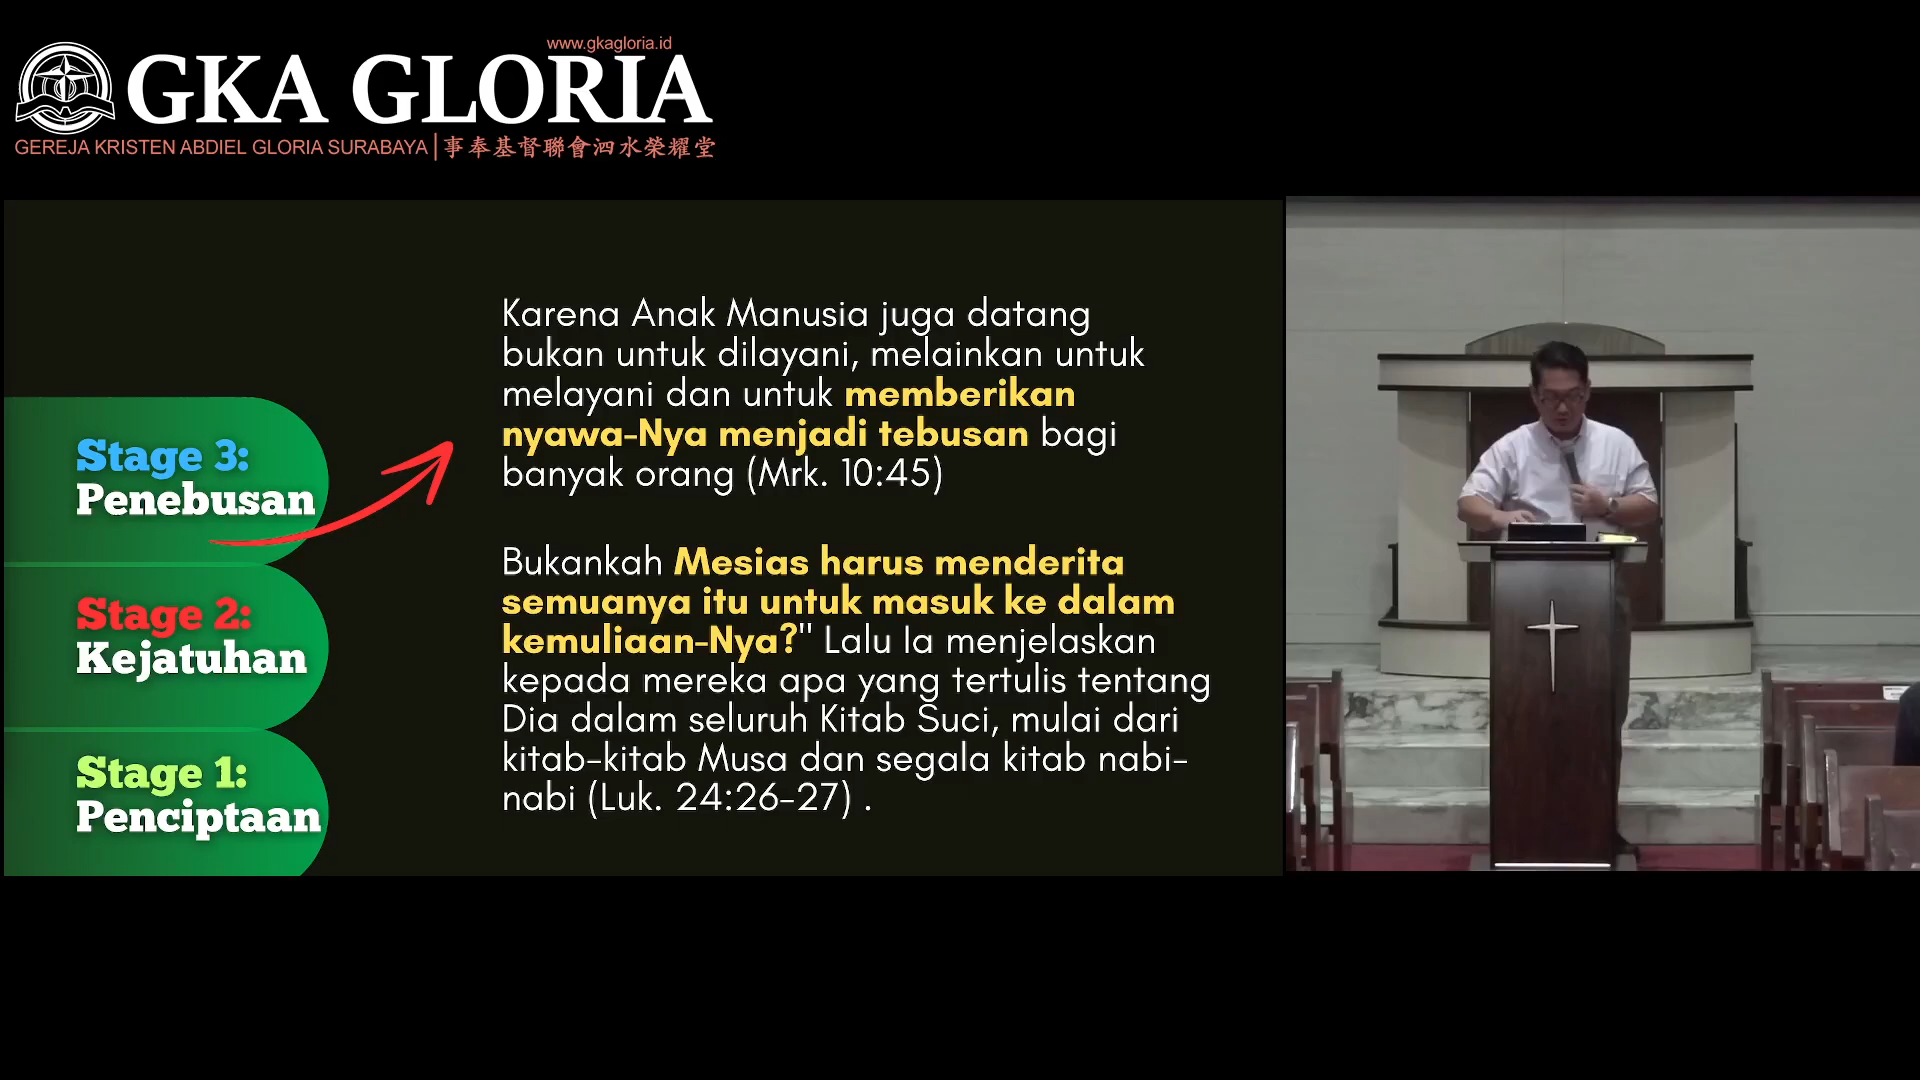 www.gkagloria.id
GKA GLORIA
GEREJA KRISTEN ABDIEL GLORIA SURABAYA | 事奉基督聯會泗水榮耀堂
Stage 3:
Penebusan
Stage 2:
Kejatuhan
Stage 1:
Penciptaan
Karena Anak Manusia juga datang
bukan untuk dilayani, melainkan untuk
melayani dan untuk memberikan
nyawa-Nya menjadi tebusan bagi
banyak orang (Mrk. 10:45)
Bukankah Mesias harus menderita
semuanya itu untuk masuk ke dalam
kemuliaan-Nya?" Lalu Ia menjelaskan
kepada mereka apa yang tertulis tentang
Dia dalam seluruh Kitab Suci, mulai dari
kitab-kitab Musa dan segala kitab nabi-
nabi (Luk. 24:26-27) .